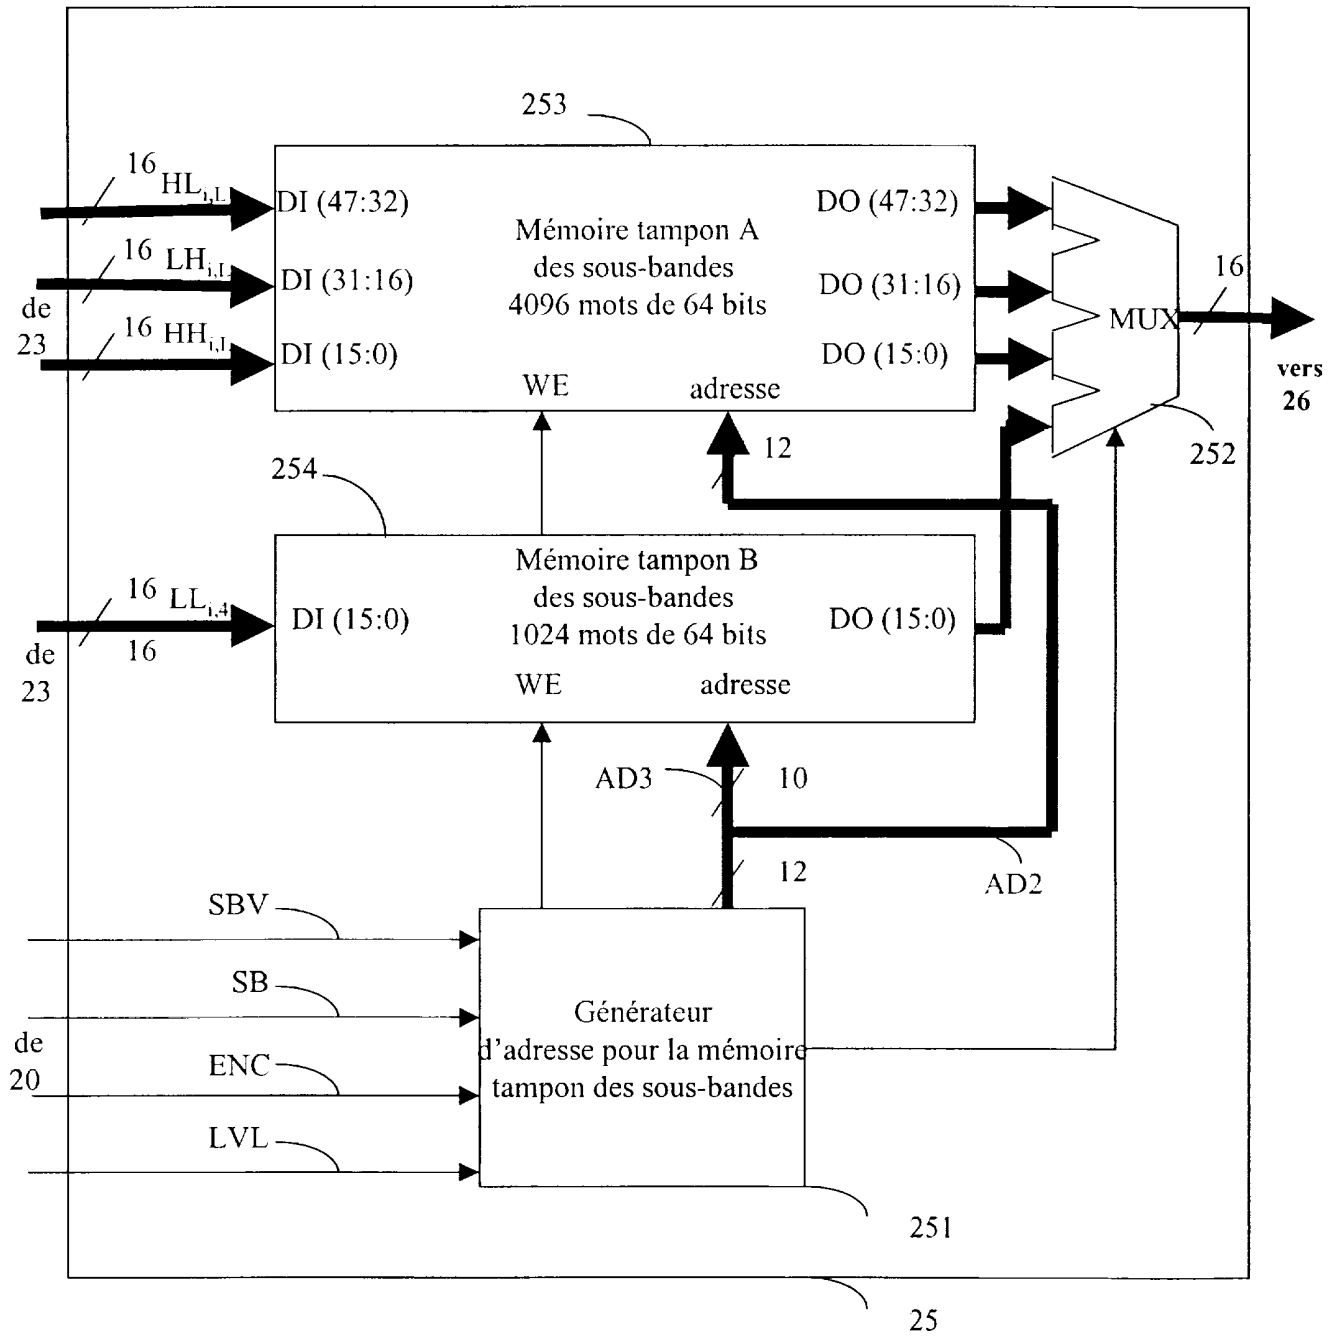 253
16
HL i,L
DI (47:32)
DO (47:32)
Mémoire tampon A
des sous-bandes
4096 mots de 64 bits
16
LH i,L
DI (31:16)
DO (31:16)
de
23
16
HH i,L
DI (15:0)
DO (15:0)
WE
adresse
MUX
16
vers
26
252
12
254
Mémoire tampon B
des sous-bandes
1024 mots de 64 bits
16
LL i,4
16
DI (15:0)
DO (15:0)
de
23
WE
adresse
AD3
10
12
AD2
SBV
SB
ENC
LVL
de
20
Générateur
d'adresse pour la mémoire
tampon des sous-bandes
251
25